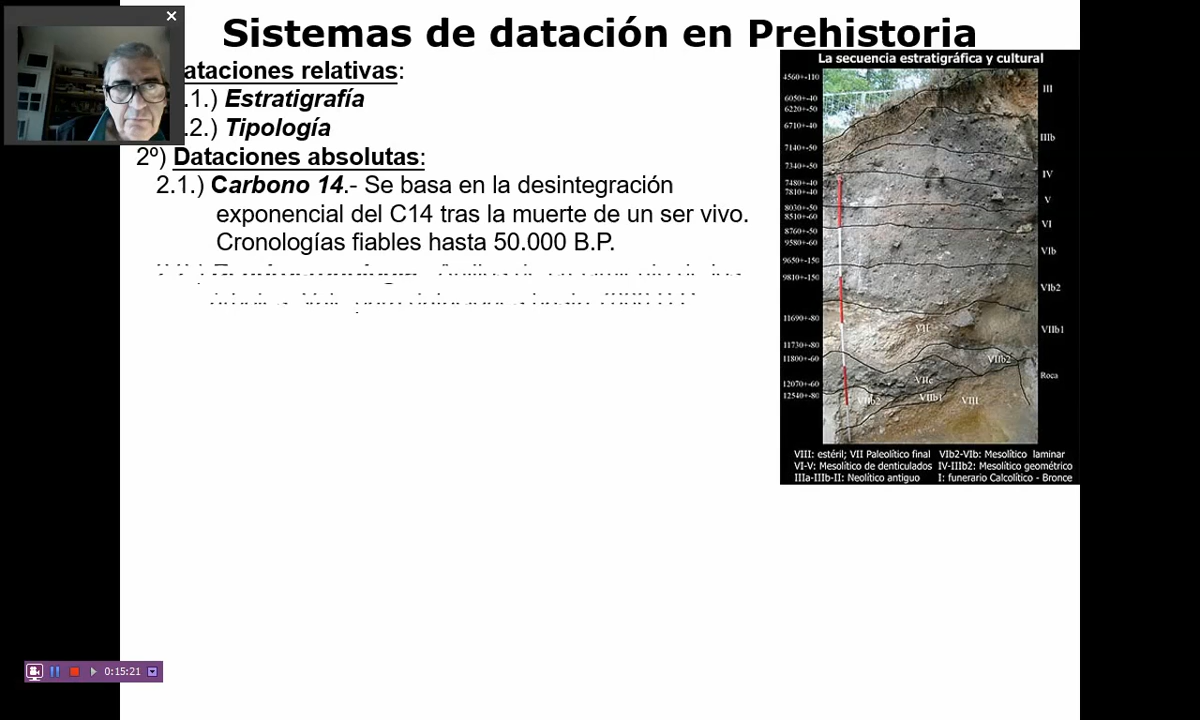 Sistemas de datación en Prehistoria
ataciones relativas:
.1.) Estratigrafía
.2.) Tipología
2º) Dataciones absolutas:
2.1.) Carbono 14.- Se basa en la desintegración
exponencial del C14 tras la muerte de un ser vivo.
Cronologías fiables hasta 50.000 B.P.
La secuencia estratigráfica y cultural
4560+-110
6050+-40
6220+-50
6710+-40
7140+-50
7340+-50
7480+-40
7810+-40
8030+-50
8510+-60
8760+-50
9580+-60
9650+-150
9810+-150
11690+-80
11730+-80
11800+-60
12070+-60
12540+-80
III
IIIb
IV
V
VI
VIb
VIb2
VIIb1
Roca
VII
VIIb2
VIIc
VIIb2
VIIb1
VIII
VIII: estéril; VII Paleolítico final VIb2-VIb: Mesolítico laminar
VI-V: Mesolítico de denticulados IV-IIIb2: Mesolítico geométrico
IIIa-IIIb-II: Neolítico antiguo I: funerario Calcolítico - Bronce
0:15:21